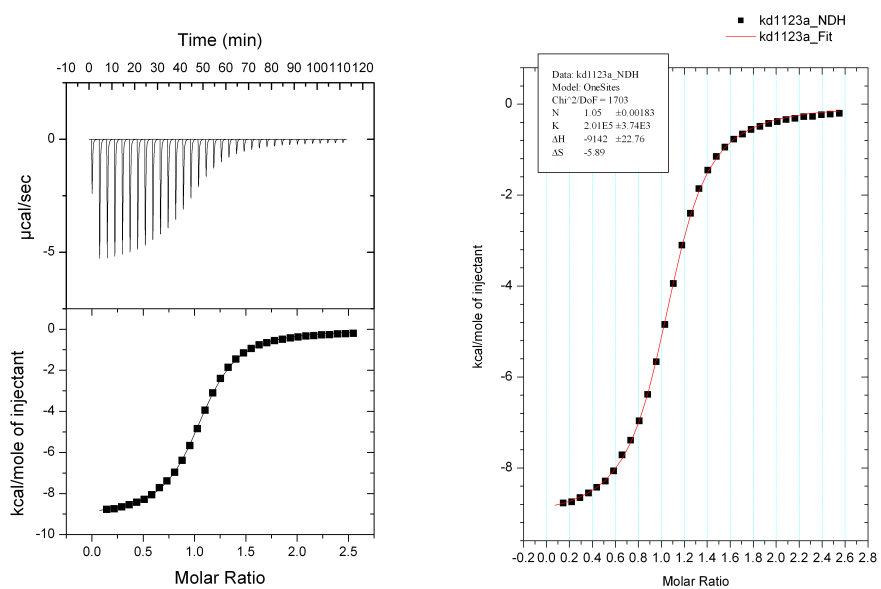 Time (min)
-10 0 10 20 30 40 50 60 70 80 90 100 110 120
0
-5
µcal/sec
0
-2
-4
-6
-8
-10
kcal/mole of injectant
0.0 0.5 1.0 1.5 2.0 2.5
Molar Ratio
kd1123a_NDH
kd1123a_Fit
Data: kd1123a_NDH
Model: OneSites
Chi^2/DoF = 1703
N 1.05 ±0.00183
K 2.01E5 ±3.74E3
ΔH -9142 ±22.76
ΔS -5.89
0
-2
-4
-6
-8
kcal/mole of injectant
-0.2 0.0 0.2 0.4 0.6 0.8 1.0 1.2 1.4 1.6 1.8 2.0 2.2 2.4 2.6 2.8
Molar Ratio